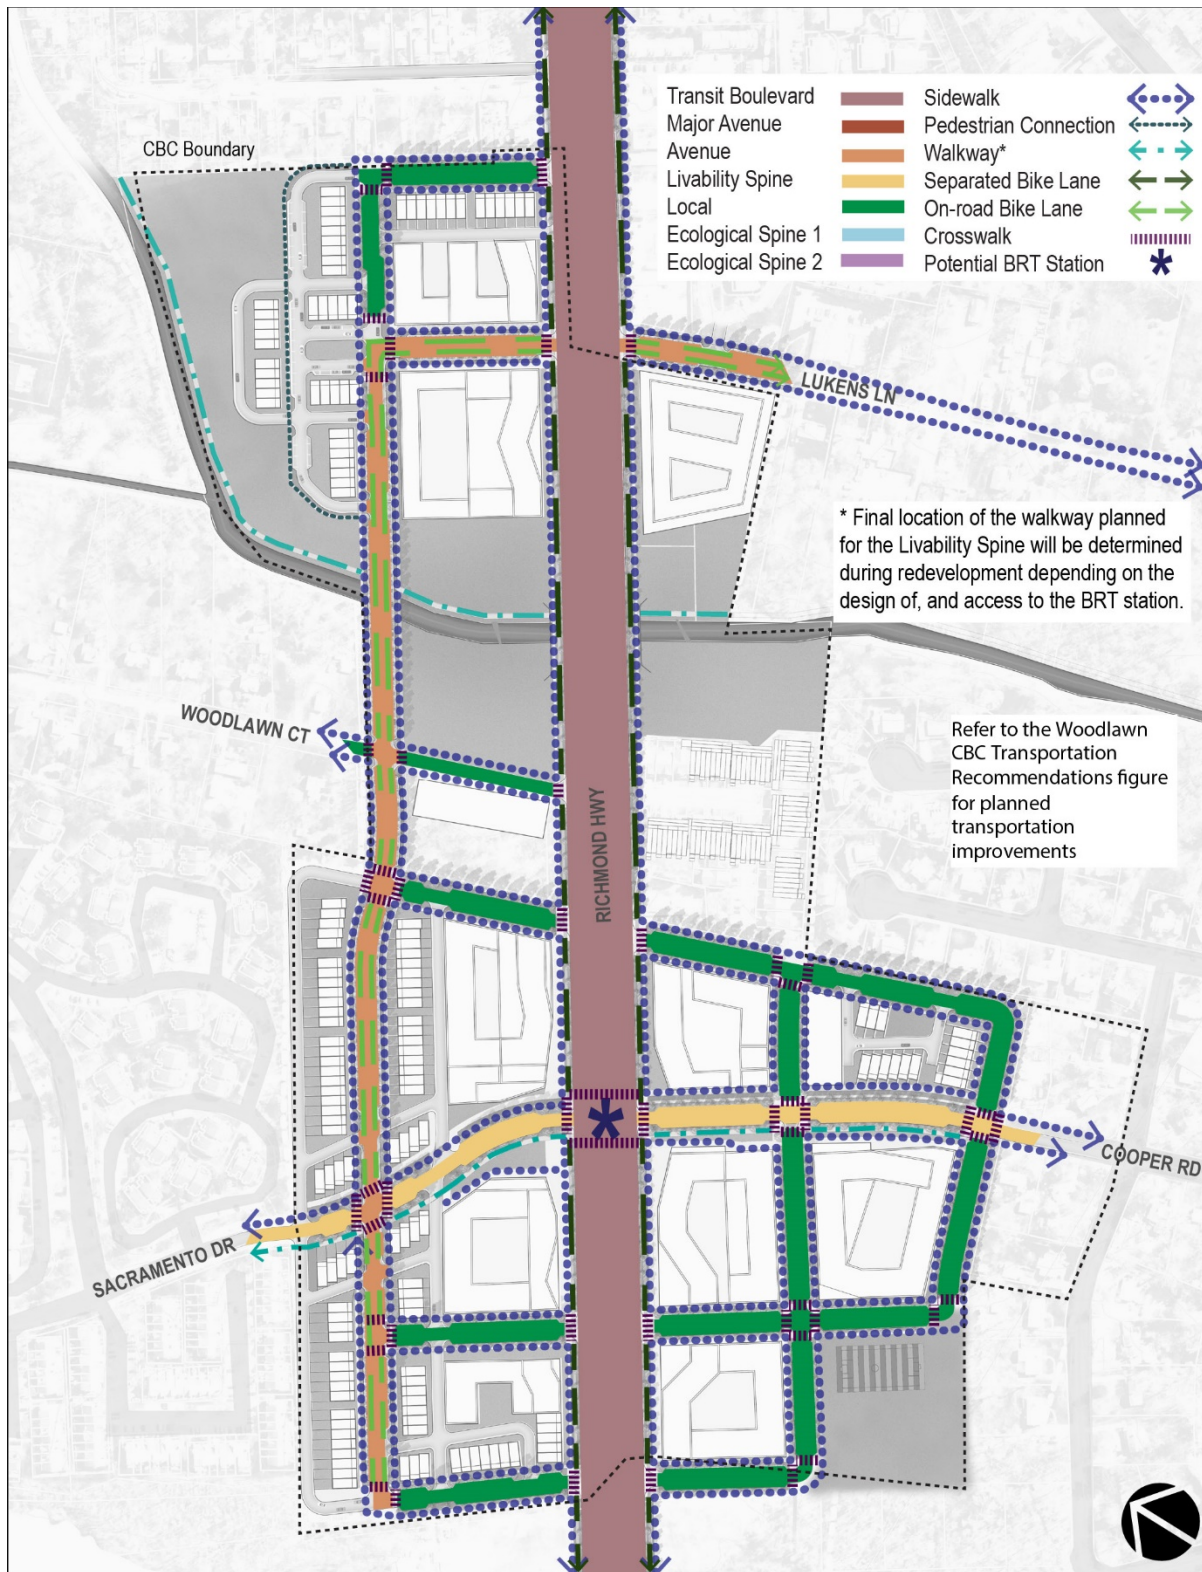 CBC Boundary
Transit Boulevard
Major Avenue
Avenue
Livability Spine
Local
Ecological Spine 1
Ecological Spine 2
Sidewalk
Pedestrian Connection
Walkway*
Separated Bike Lane
On-road Bike Lane
Crosswalk
Potential BRT Station
LUKENS LN
* Final location of the walkway planned
for the Livability Spine will be determined
during redevelopment depending on the
design of, and access to the BRT station.
WOODLAWN CT
RICHMOND HWY
Refer to the Woodlawn
CBC Transportation
Recommendations figure
for planned
transportation
improvements
COOPER RD
SACRAMENTO DR